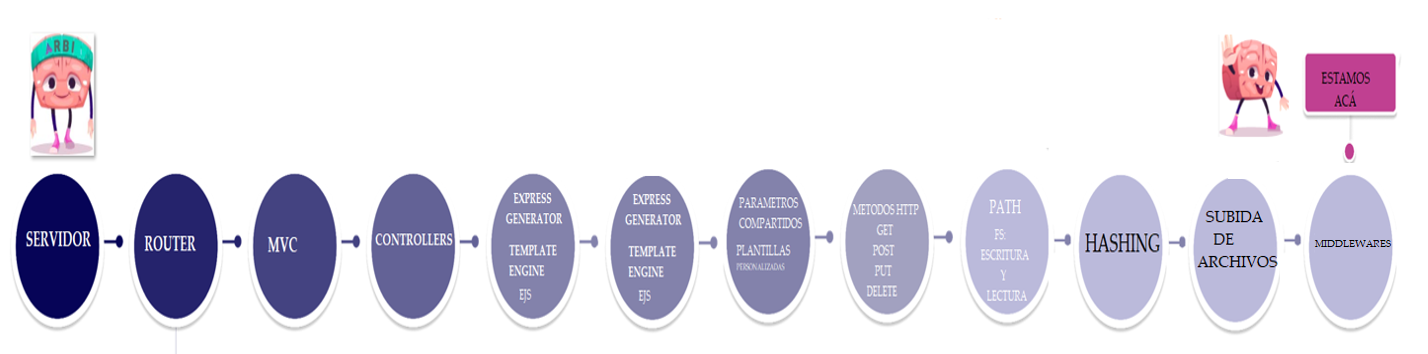 ARBI
ESTAMOS
ACÁ
SERVIDOR
ROUTER
MVC
CONTROLLERS
EXPRESS
GENERATOR
TEMPLATE
ENGINE
EJS
EXPRESS
GENERATOR
TEMPLATE
ENGINE
EJS
PARAMETROS
COMPARTIDOS
PLANTILLAS
PERSONALIZADAS
METODOS HTTP
GET
POST
PUT
DELETE
PATH
FS:
ESCRITURA
Y
LECTURA
HASHING
SUBIDA
DE
ARCHIVOS
MIDDLEWARES